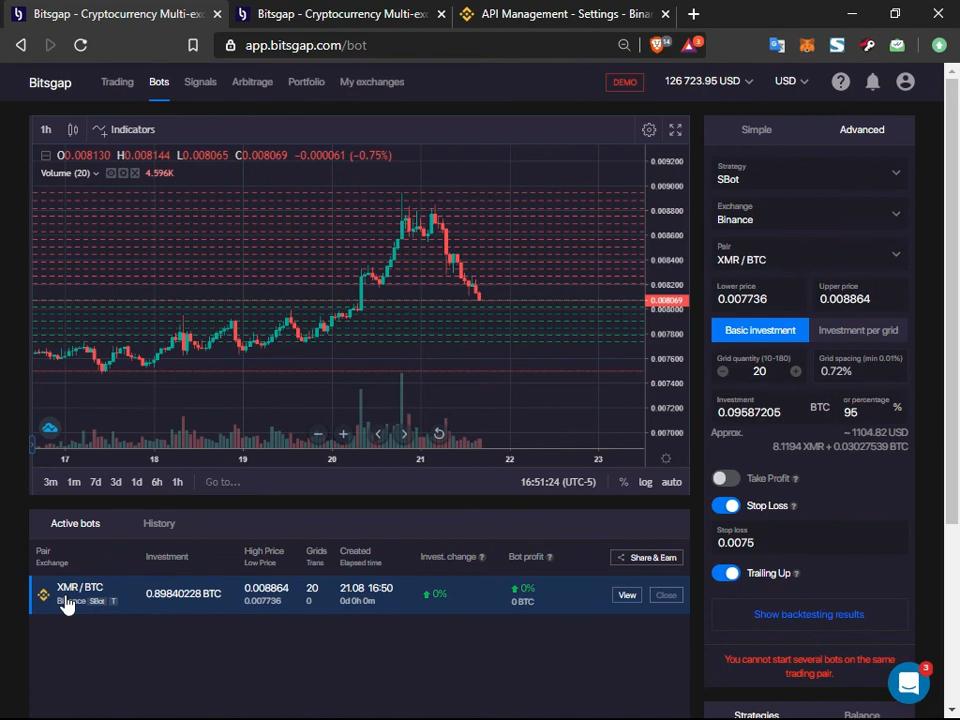 Bitsgap - Cryptocurrency Multi-exc
Bitsgap - Cryptocurrency Multi-ex
API Management - Settings - Binan
app.bitsgap.com/bot
14
3
Bitsgap
Trading
Bots
Signals
Arbitrage
Portfolio
My exchanges
DEMO
126 723.95 USD
USD
1h
Indicators
O0.008130 H0.008144 L0.008065 C0.008069 -0.000061 (-0.75%)
Volume (20) 4.596K
0.009200
0.009000
0.008800
0.008600
0.008400
0.008200
0.008069
0.008000
0.007800
0.007600
0.007400
0.007200
0.007000
17 18 19 20 21 22 23
3m 1m 7d 3d 1d 6h 1h Go to... 16:51:24 (UTC-5) % log auto
Simple
Advanced
Strategy
SBot
Exchange
Binance
Pair
XMR / BTC
Lower price
0.007736
Upper price
0.008864
Basic investment
Investment per grid
Grid quantity (10-180)
20
Grid spacing (min 0.01%)
0.72%
Investment
0.09587205 BTC
or percentage
95 %
Approx. ~ 1104.82 USD
8.1194 XMR + 0.03027539 BTC
Take Profit
Stop Loss
Stop loss
0.0075
Trailing Up
Show backtesting results
You cannot start several bots on the same
trading pair.
3
Strategies
Balance
Active bots
History
Pair
Exchange
Investment
High Price
Low Price
Grids
Trans
Created
Elapsed time
Invest. change
Bot profit
Share & Earn
XMR / BTC
SBot T
0.89840228 BTC
0.008864
0.007736
20
0
21.08 16:50
0d 0h 0m
0%
0%
0 BTC
View
Close